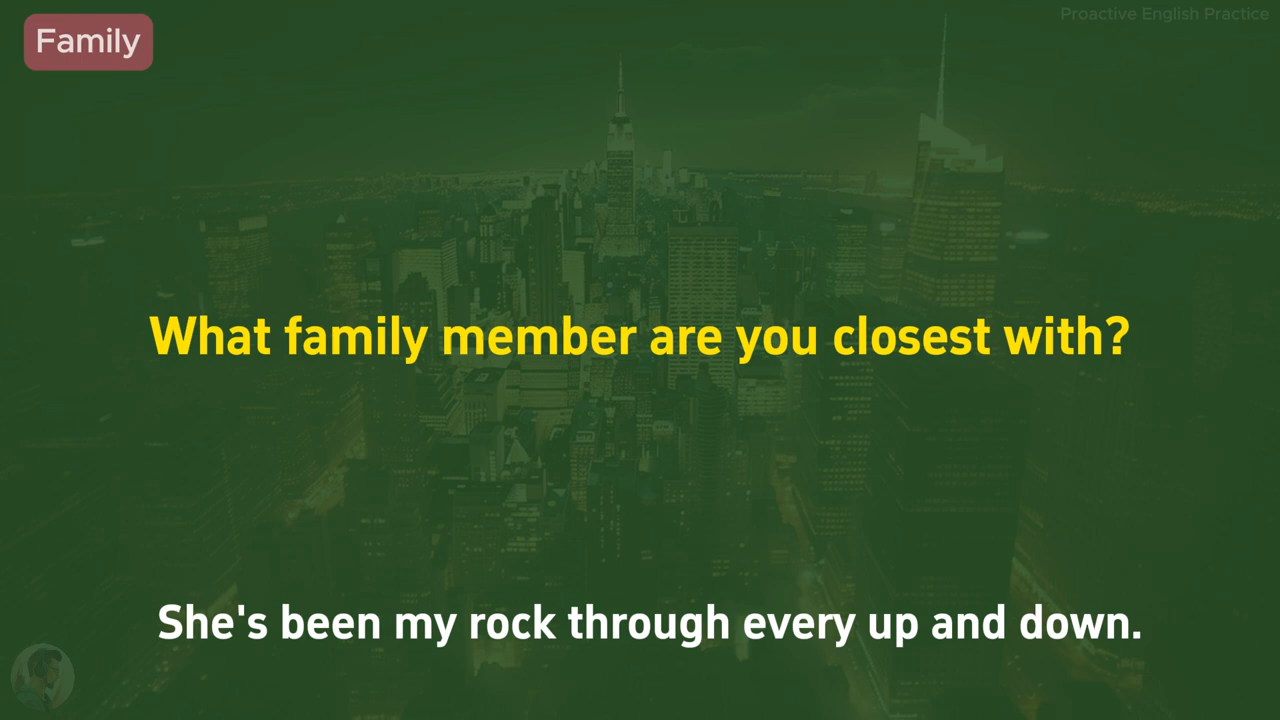 Family
Proactive English Practice
What family member are you closest with?
She's been my rock through every up and down.